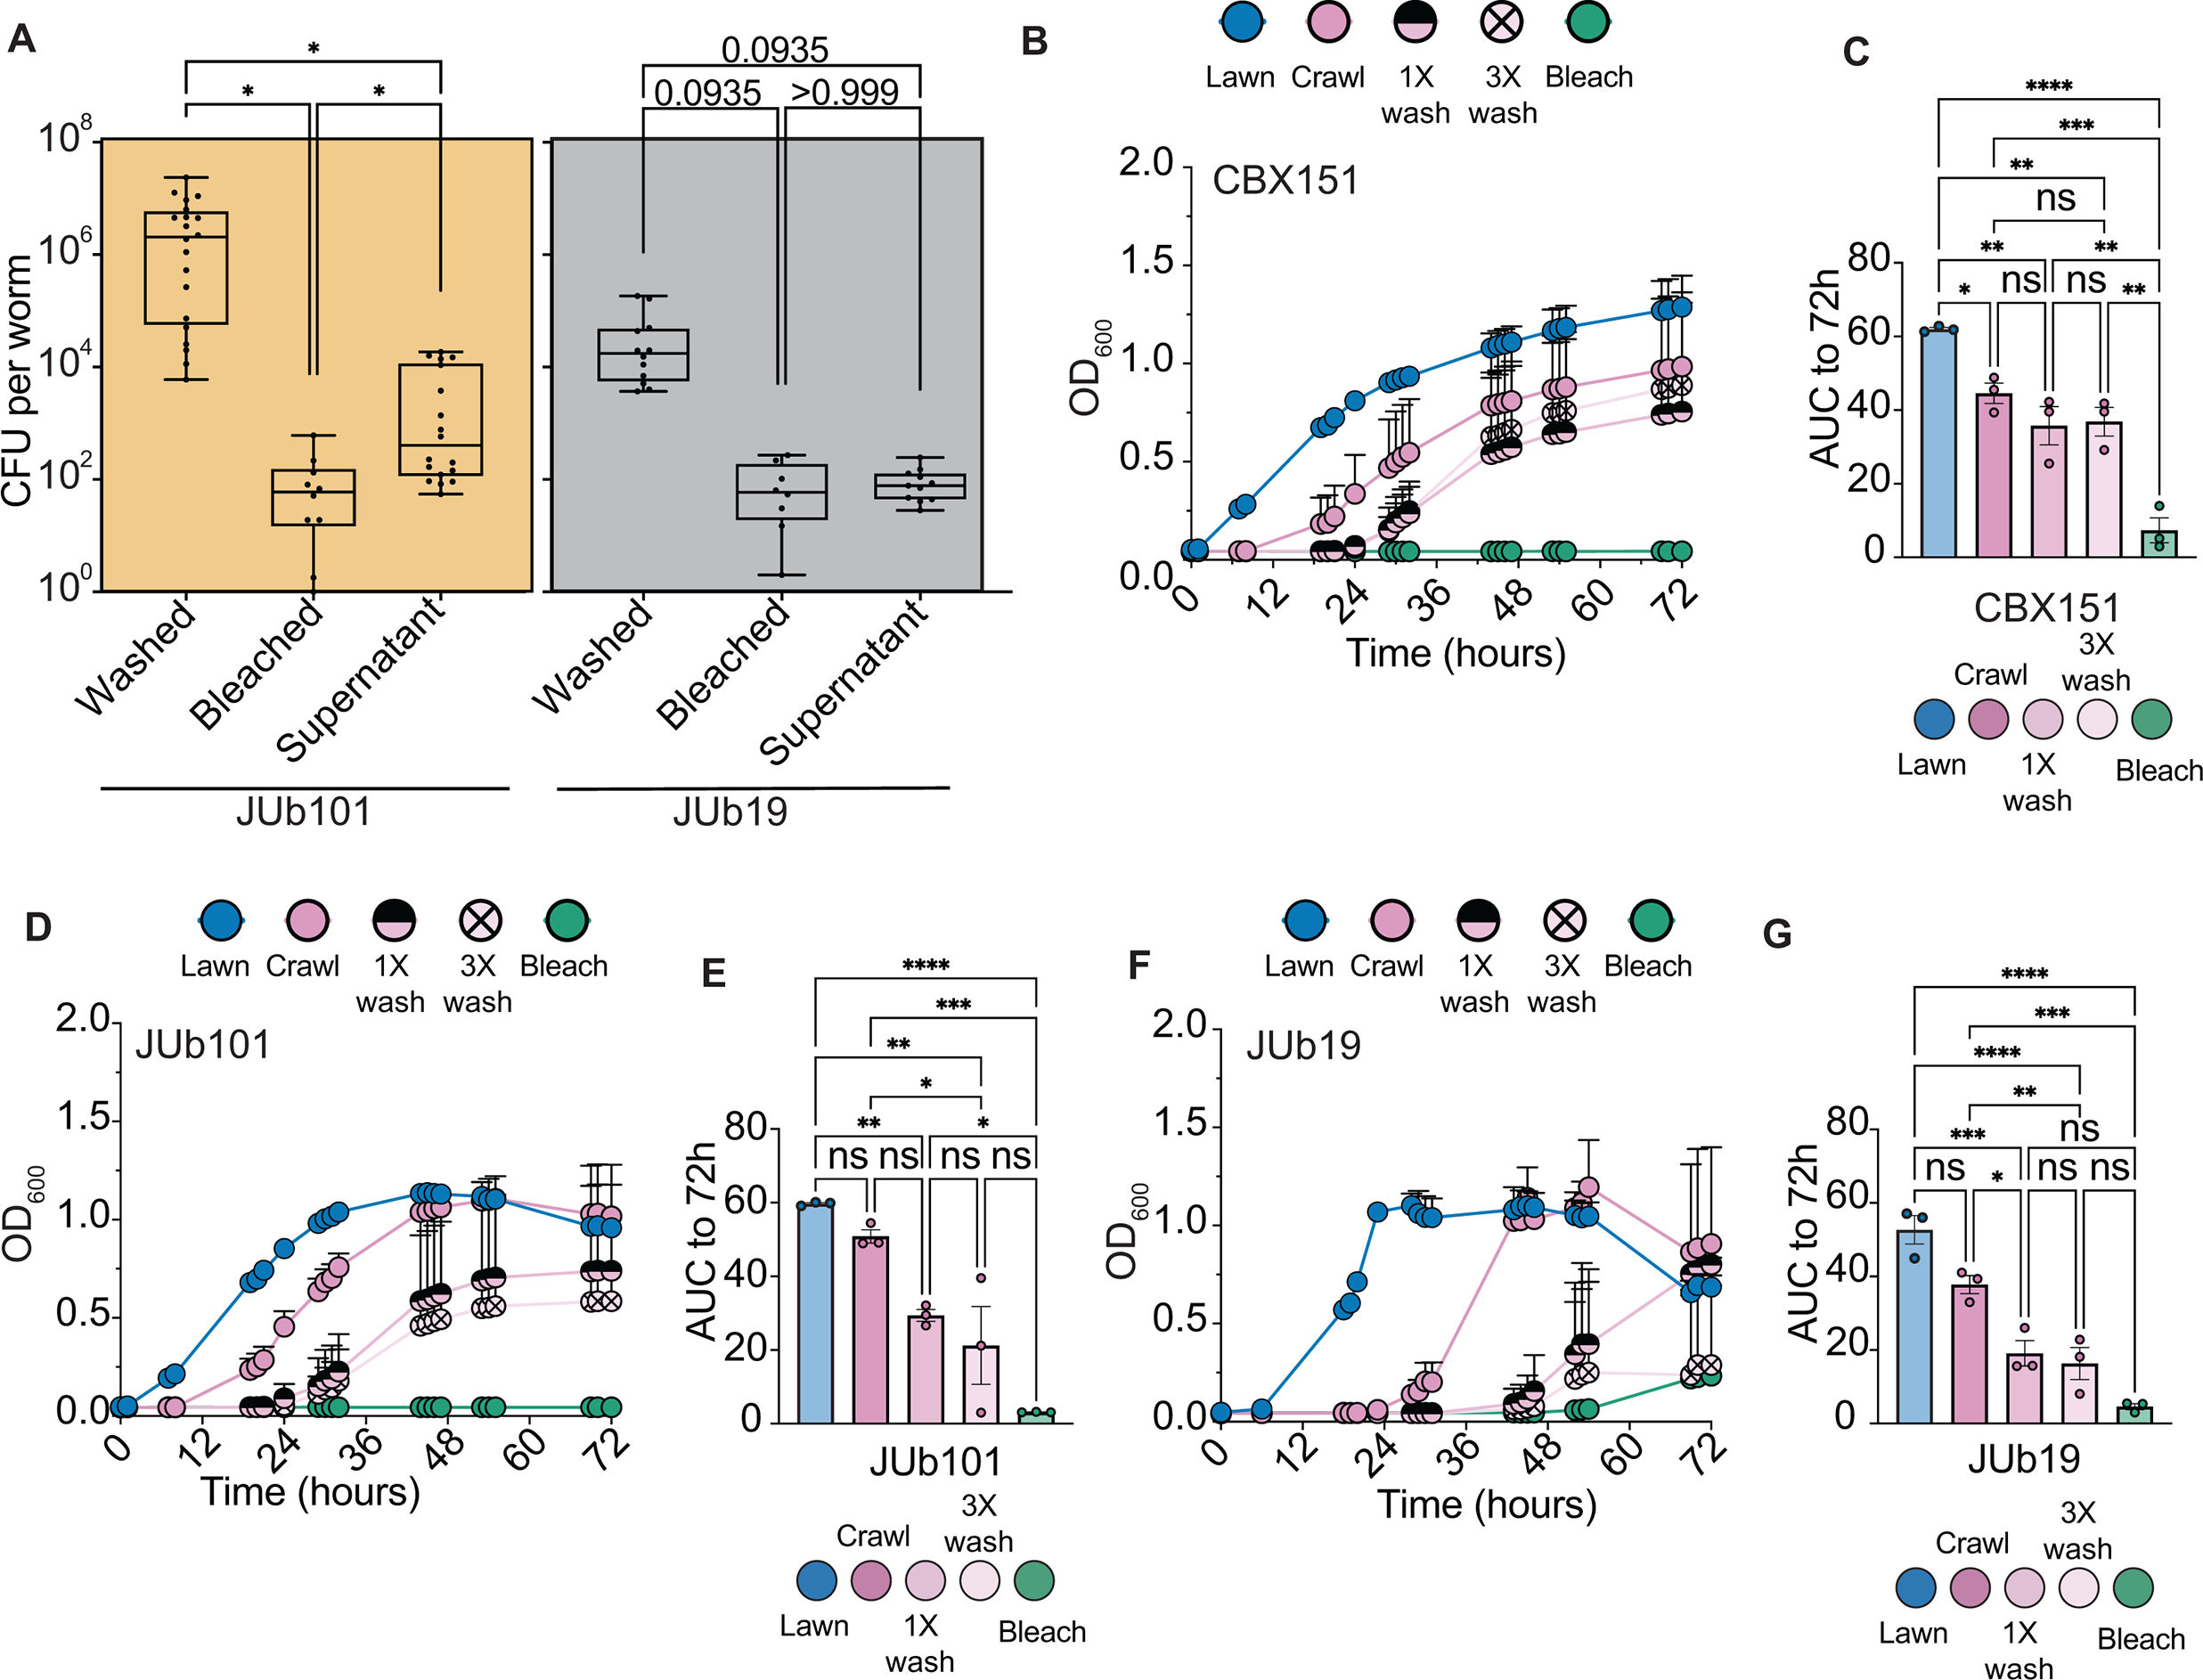 A
*
*
*
0.0935
0.0935
>0.999
CFU per worm
10^8
10^6
10^4
10^2
10^0
Washed
Bleached
Supernatant
Washed
Bleached
Supernatant
JUb101
JUb19
B
Lawn
Crawl
1X wash
3X wash
Bleach
CBX151
OD600
2.0
1.5
1.0
0.5
0.0
0
12
24
36
48
60
72
Time (hours)
C
****
***
**
ns
**
**
*
ns
ns
**
AUC to 72h
80
60
40
20
0
CBX151
3X
Crawl
wash
Lawn
1X
Bleach
wash
D
Lawn
Crawl
1X wash
3X wash
Bleach
JUb101
OD600
2.0
1.5
1.0
0.5
0.0
0
12
24
36
48
60
72
Time (hours)
E
****
***
**
*
**
*
ns
ns
ns
ns
AUC to 72h
80
60
40
20
0
JUb101
3X
Crawl
wash
Lawn
1X
Bleach
wash
F
Lawn
Crawl
1X wash
3X wash
Bleach
JUb19
OD600
2.0
1.5
1.0
0.5
0.0
0
12
24
36
48
60
72
Time (hours)
G
****
***
****
**
***
ns
ns
*
ns
ns
AUC to 72h
80
60
40
20
0
JUb19
3X
Crawl
wash
Lawn
1X
Bleach
wash